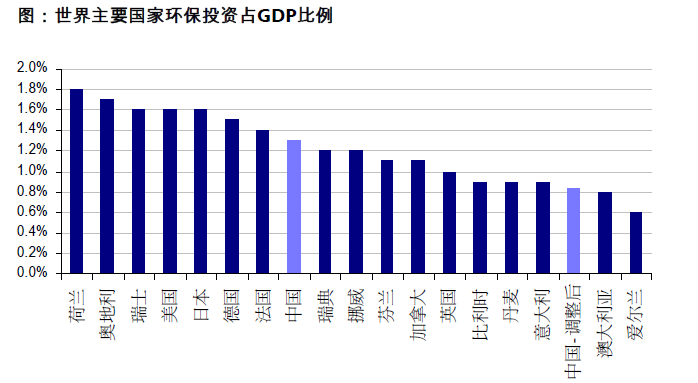 图：世界主要国家环保投资占GDP比例
2.0%
1.8%
1.6%
1.4%
1.2%
1.0%
0.8%
0.6%
0.4%
0.2%
0.0%
荷兰
奥地利
瑞士
美国
日本
德国
法国
中国
瑞典
挪威
芬兰
加拿大
英国
比利时
丹麦
意大利
中国-调整后
澳大利亚
爱尔兰